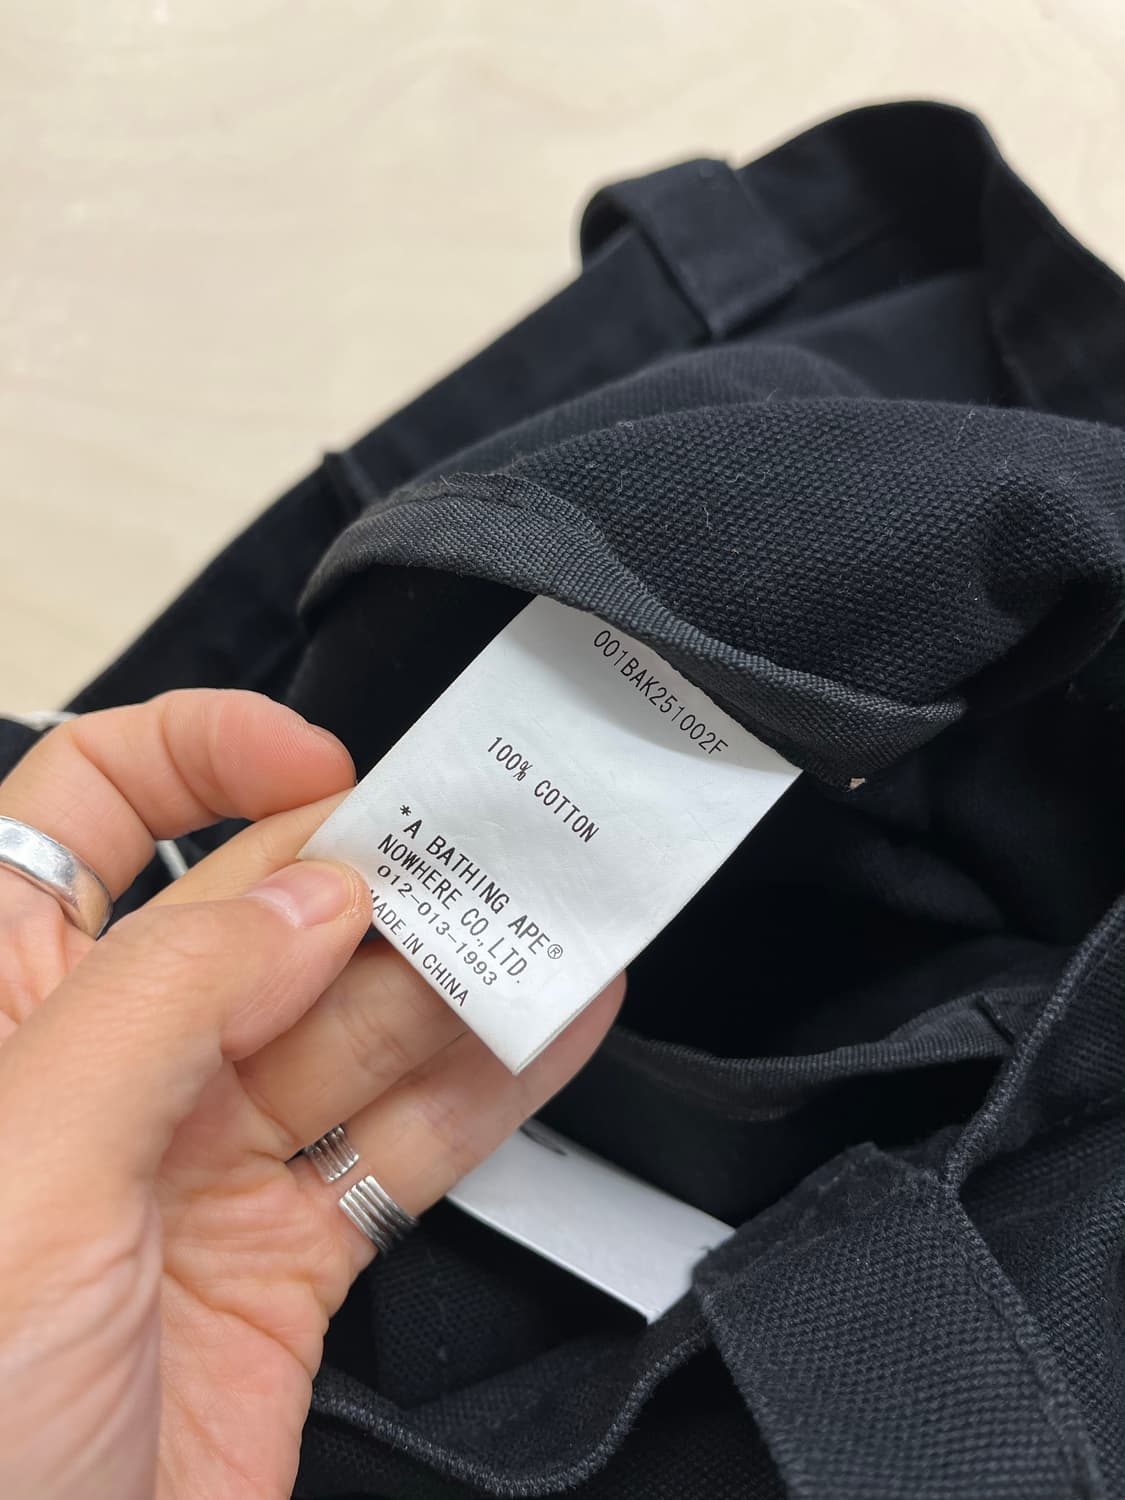 001BAK251002F
100% COTTON
*A BATHING APE®
NOWHERE CO.,LTD.
012-013-1993
MADE IN CHINA